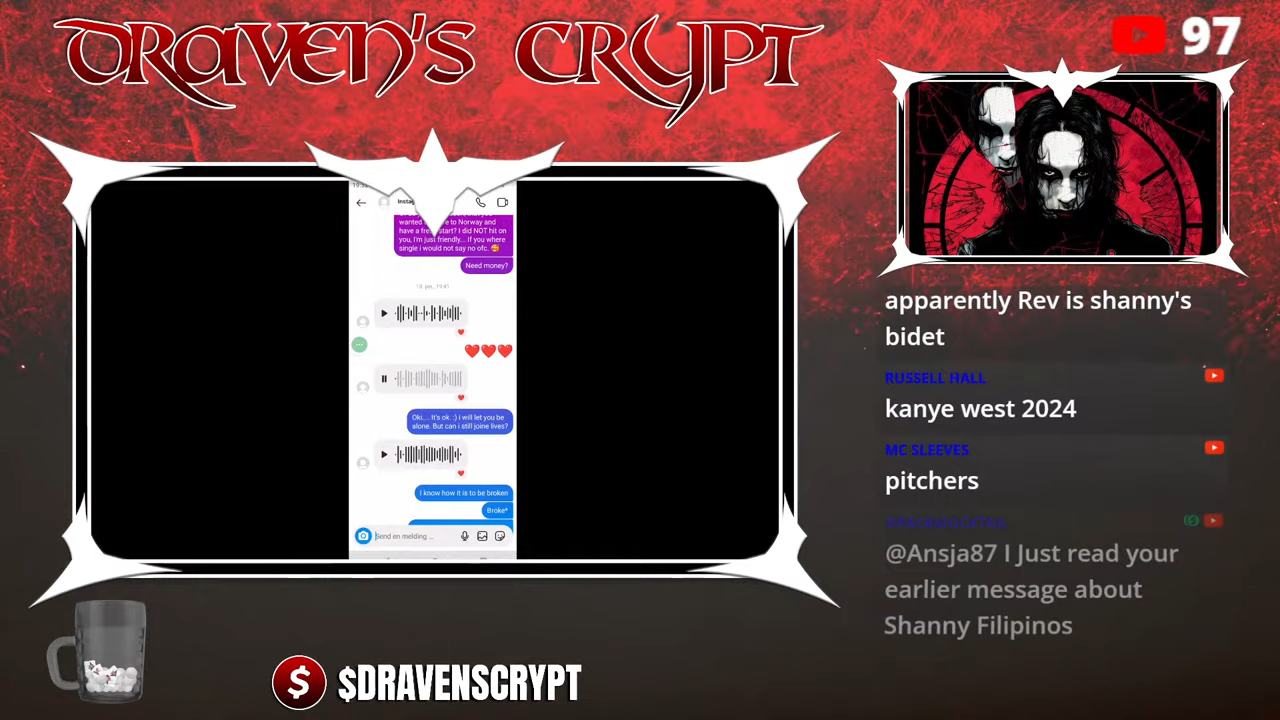 DRAVEN'S CRYPT
97
wanted
to Norway and
start? I did NOT hit on
you, I'm just friendly... If you where
single i would not say no ofc. 🥰
Need money?
❤️❤️❤️
Oki.... It's ok. :) i will let you be
alone. But can i still joine lives?
I know how it is to be broken
Broke*
Send en melding ...
apparently Rev is shanny's
bidet
RUSSELL HALL
kanye west 2024
MC SLEEVES
pitchers
@Ansja87 I Just read your
earlier message about
Shanny Filipinos
$ $DRAVENSCRYPT